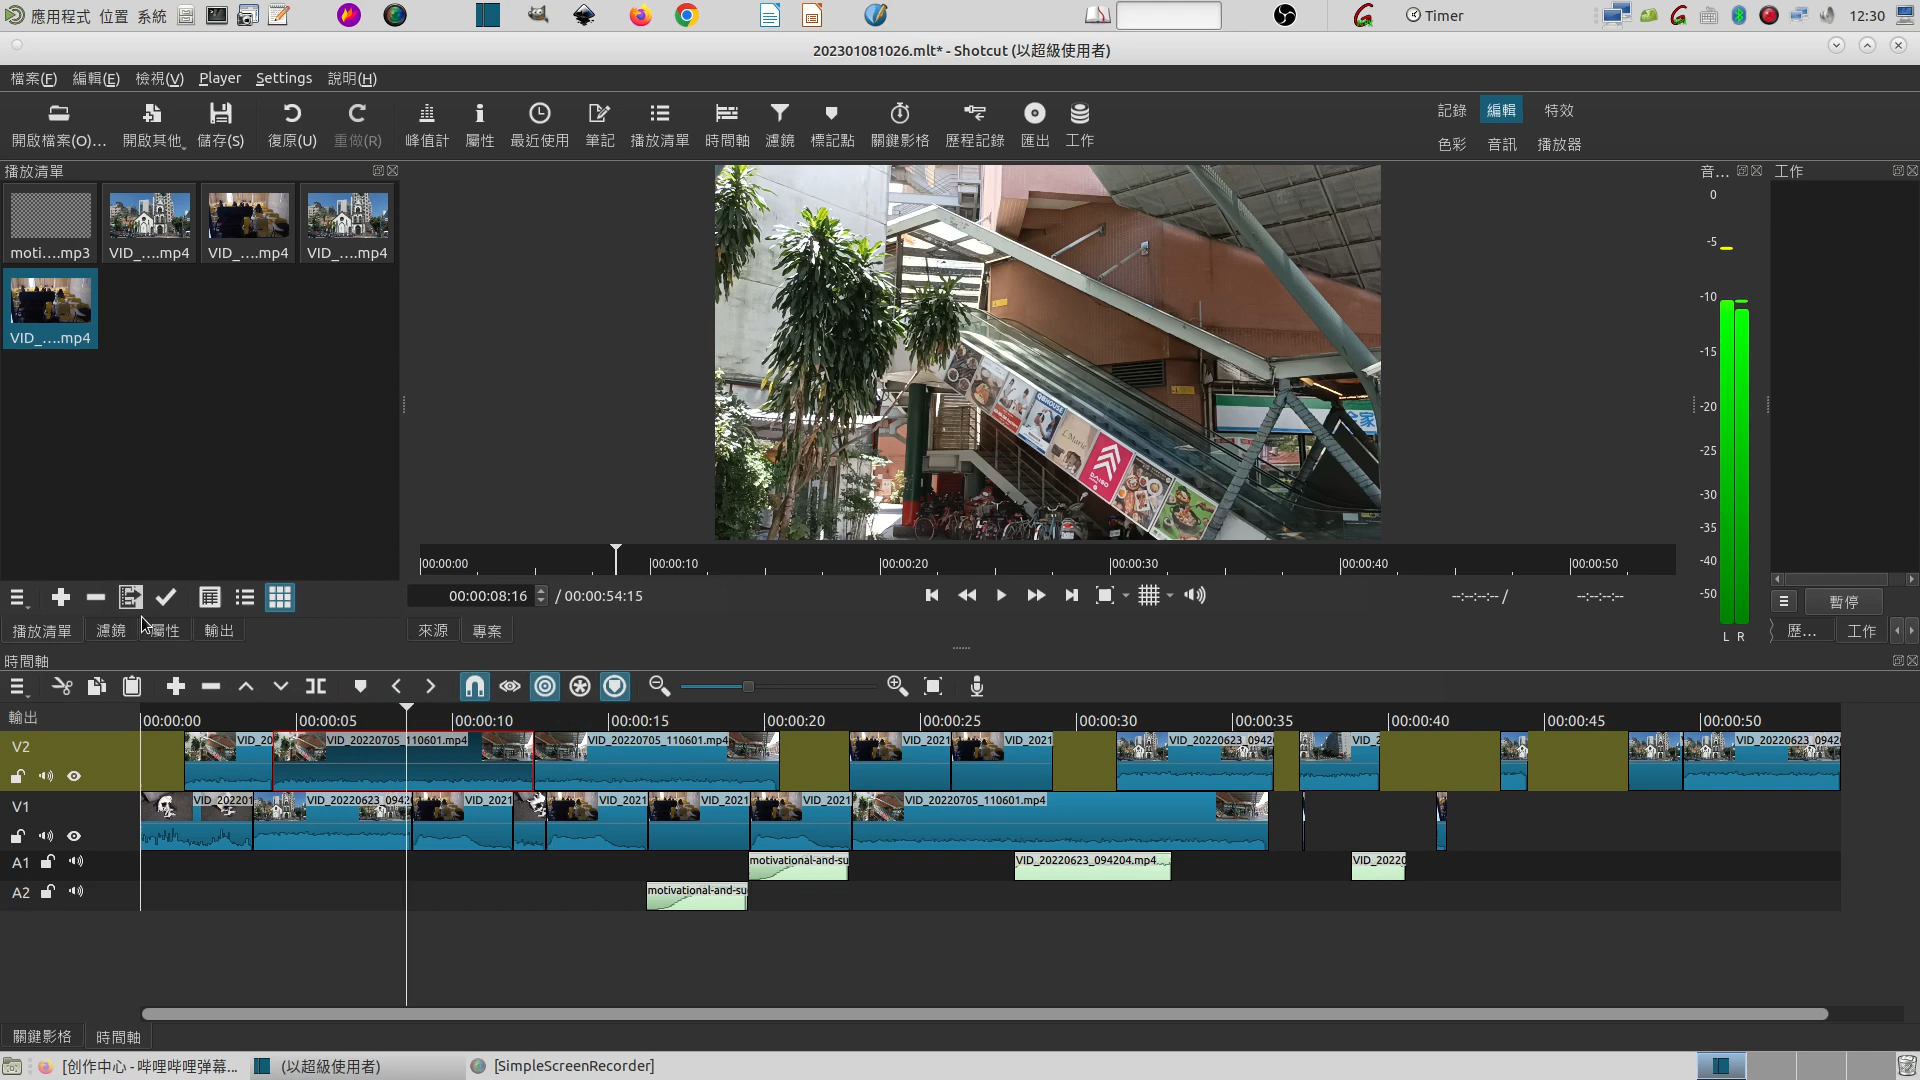 應用程式 位置 系統
Timer
12:30
202301081026.mlt* - Shotcut (以超級使用者)
檔案(F) 編輯(E) 檢視(V) Player Settings 說明(H)
開啟檔案(O)... 開啟其他 儲存(S) 復原(U) 重做(R) 峰值計 屬性 最近使用 筆記 播放清單 時間軸 濾鏡 標記點 關鍵影格 歷程記錄 匯出 工作
記錄 編輯 特效
色彩 音訊 播放器
播放清單
音... 工作
moti....mp3 VID_....mp4 VID_....mp4 VID_....mp4
VID_....mp4
QBHOUSE
DAISO
全家
0
-5
-10
-15
-20
-25
-30
-35
-40
-50
L R
00:00:00 00:00:10 00:00:20 00:00:30 00:00:40 00:00:50
00:00:08:16 / 00:00:54:15
--:--:--:-- / --:--:--:--
暫停
播放清單 濾鏡 屬性 輸出 來源 專案 歷... 工作
時間軸
輸出
00:00:00 00:00:05 00:00:10 00:00:15 00:00:20 00:00:25 00:00:30 00:00:35 00:00:40 00:00:45 00:00:50
V2
VID_20 VID_20220705_110601.mp4 VID_20220705_110601.mp4 VID_2021 VID_2021 VID_20220623_0942 VID_2 VID_20220623_0942
V1
VID_202201 VID_20220623_0942 VID_2021 VID_2021 VID_2021 VID_2021 VID_20220705_110601.mp4
A1
motivational-and-su VID_20220623_094204.mp4 VID_20220
A2
motivational-and-su
關鍵影格 時間軸
[创作中心 - 哔哩哔哩弹幕... (以超級使用者) [SimpleScreenRecorder]